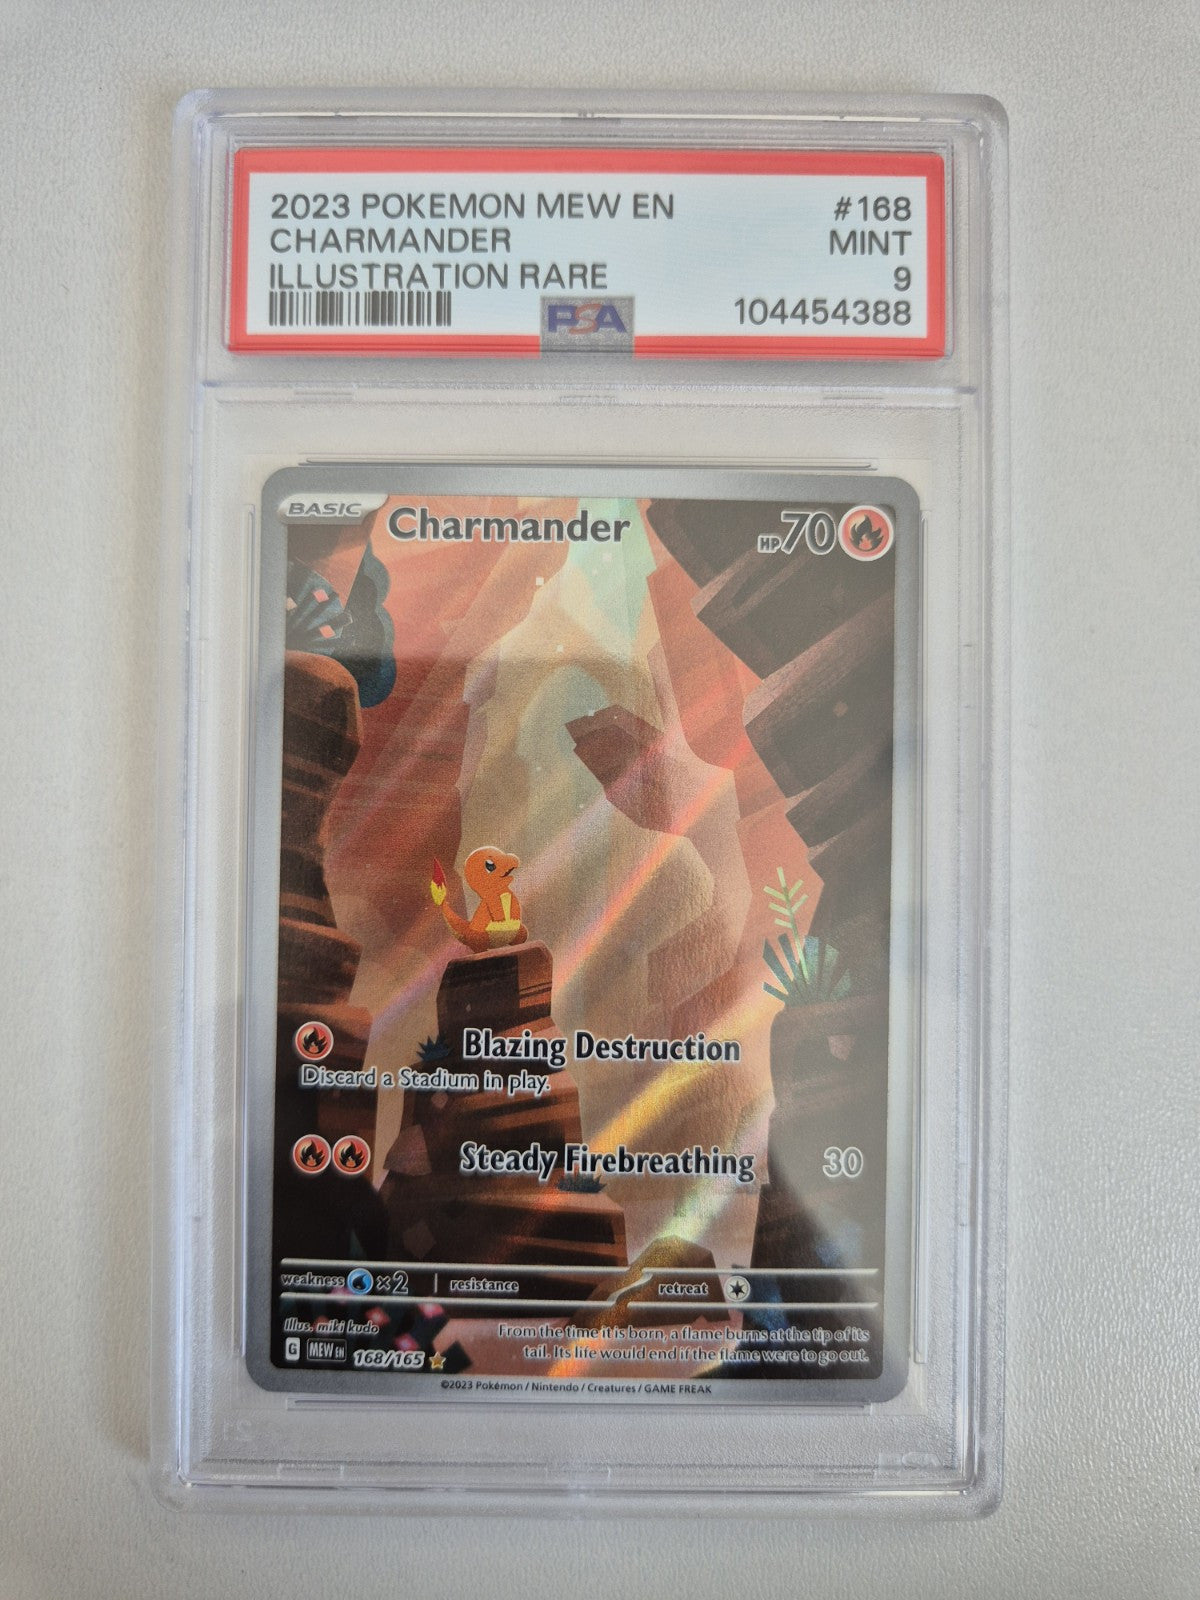 2023 POKEMON MEW EN #168
CHARMANDER MINT
ILLUSTRATION RARE 9
PSA 104454388
BASIC Charmander HP 70
Blazing Destruction
Discard a Stadium in play.
Steady Firebreathing 30
weakness ×2 resistance retreat
Illus. miki kudo
From the time it is born, a flame burns at the tip of its
tail. Its life would end if the flame were to go out.
G MEW EN 168/165
©2023 Pokémon / Nintendo / Creatures / GAME FREAK